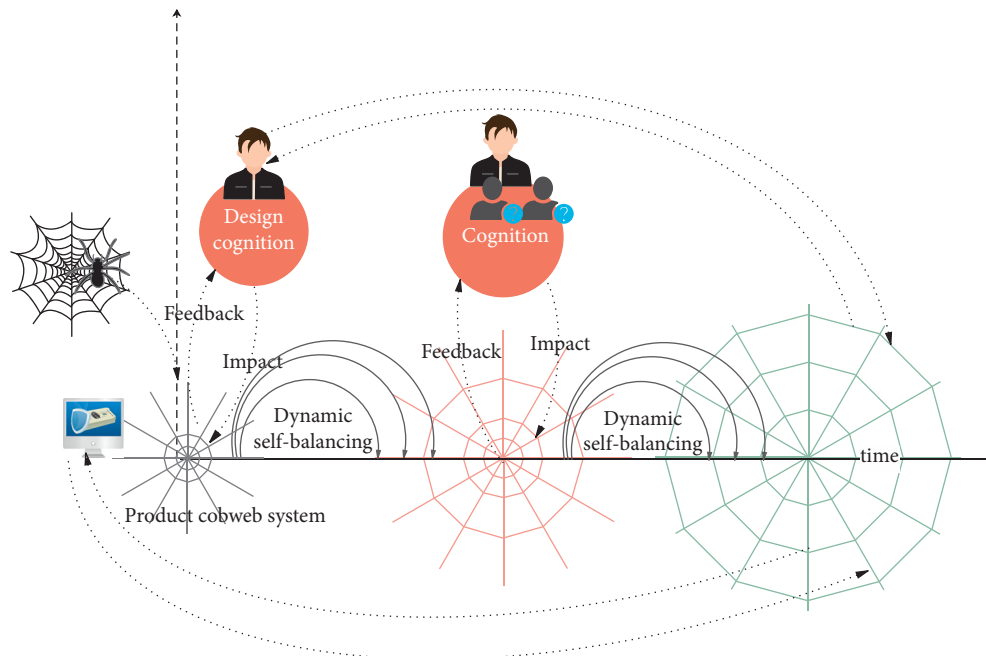 Design
cognition
Cognition
?
?
Feedback
Impact
Feedback
Impact
Dynamic
self-balancing
Dynamic
self-balancing
time
Product cobweb system